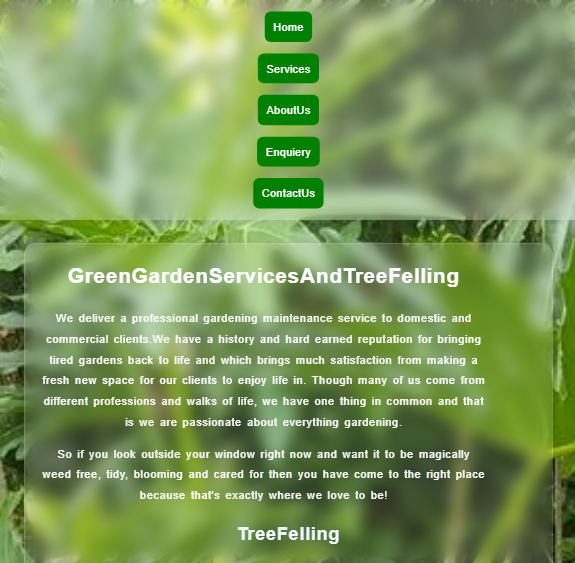 Home
Services
AboutUs
Enquiery
ContactUs
GreenGardenServicesAndTreeFelling
We deliver a professional gardening maintenance service to domestic and
commercial clients.We have a history and hard earned reputation for bringing
tired gardens back to life and which brings much satisfaction from making a
fresh new space for our clients to enjoy life in. Though many of us come from
different professions and walks of life, we have one thing in common and that
is we are passionate about everything gardening.
So if you look outside your window right now and want it to be magically
weed free, tidy, blooming and cared for then you have come to the right place
because that's exactly where we love to be!
TreeFelling